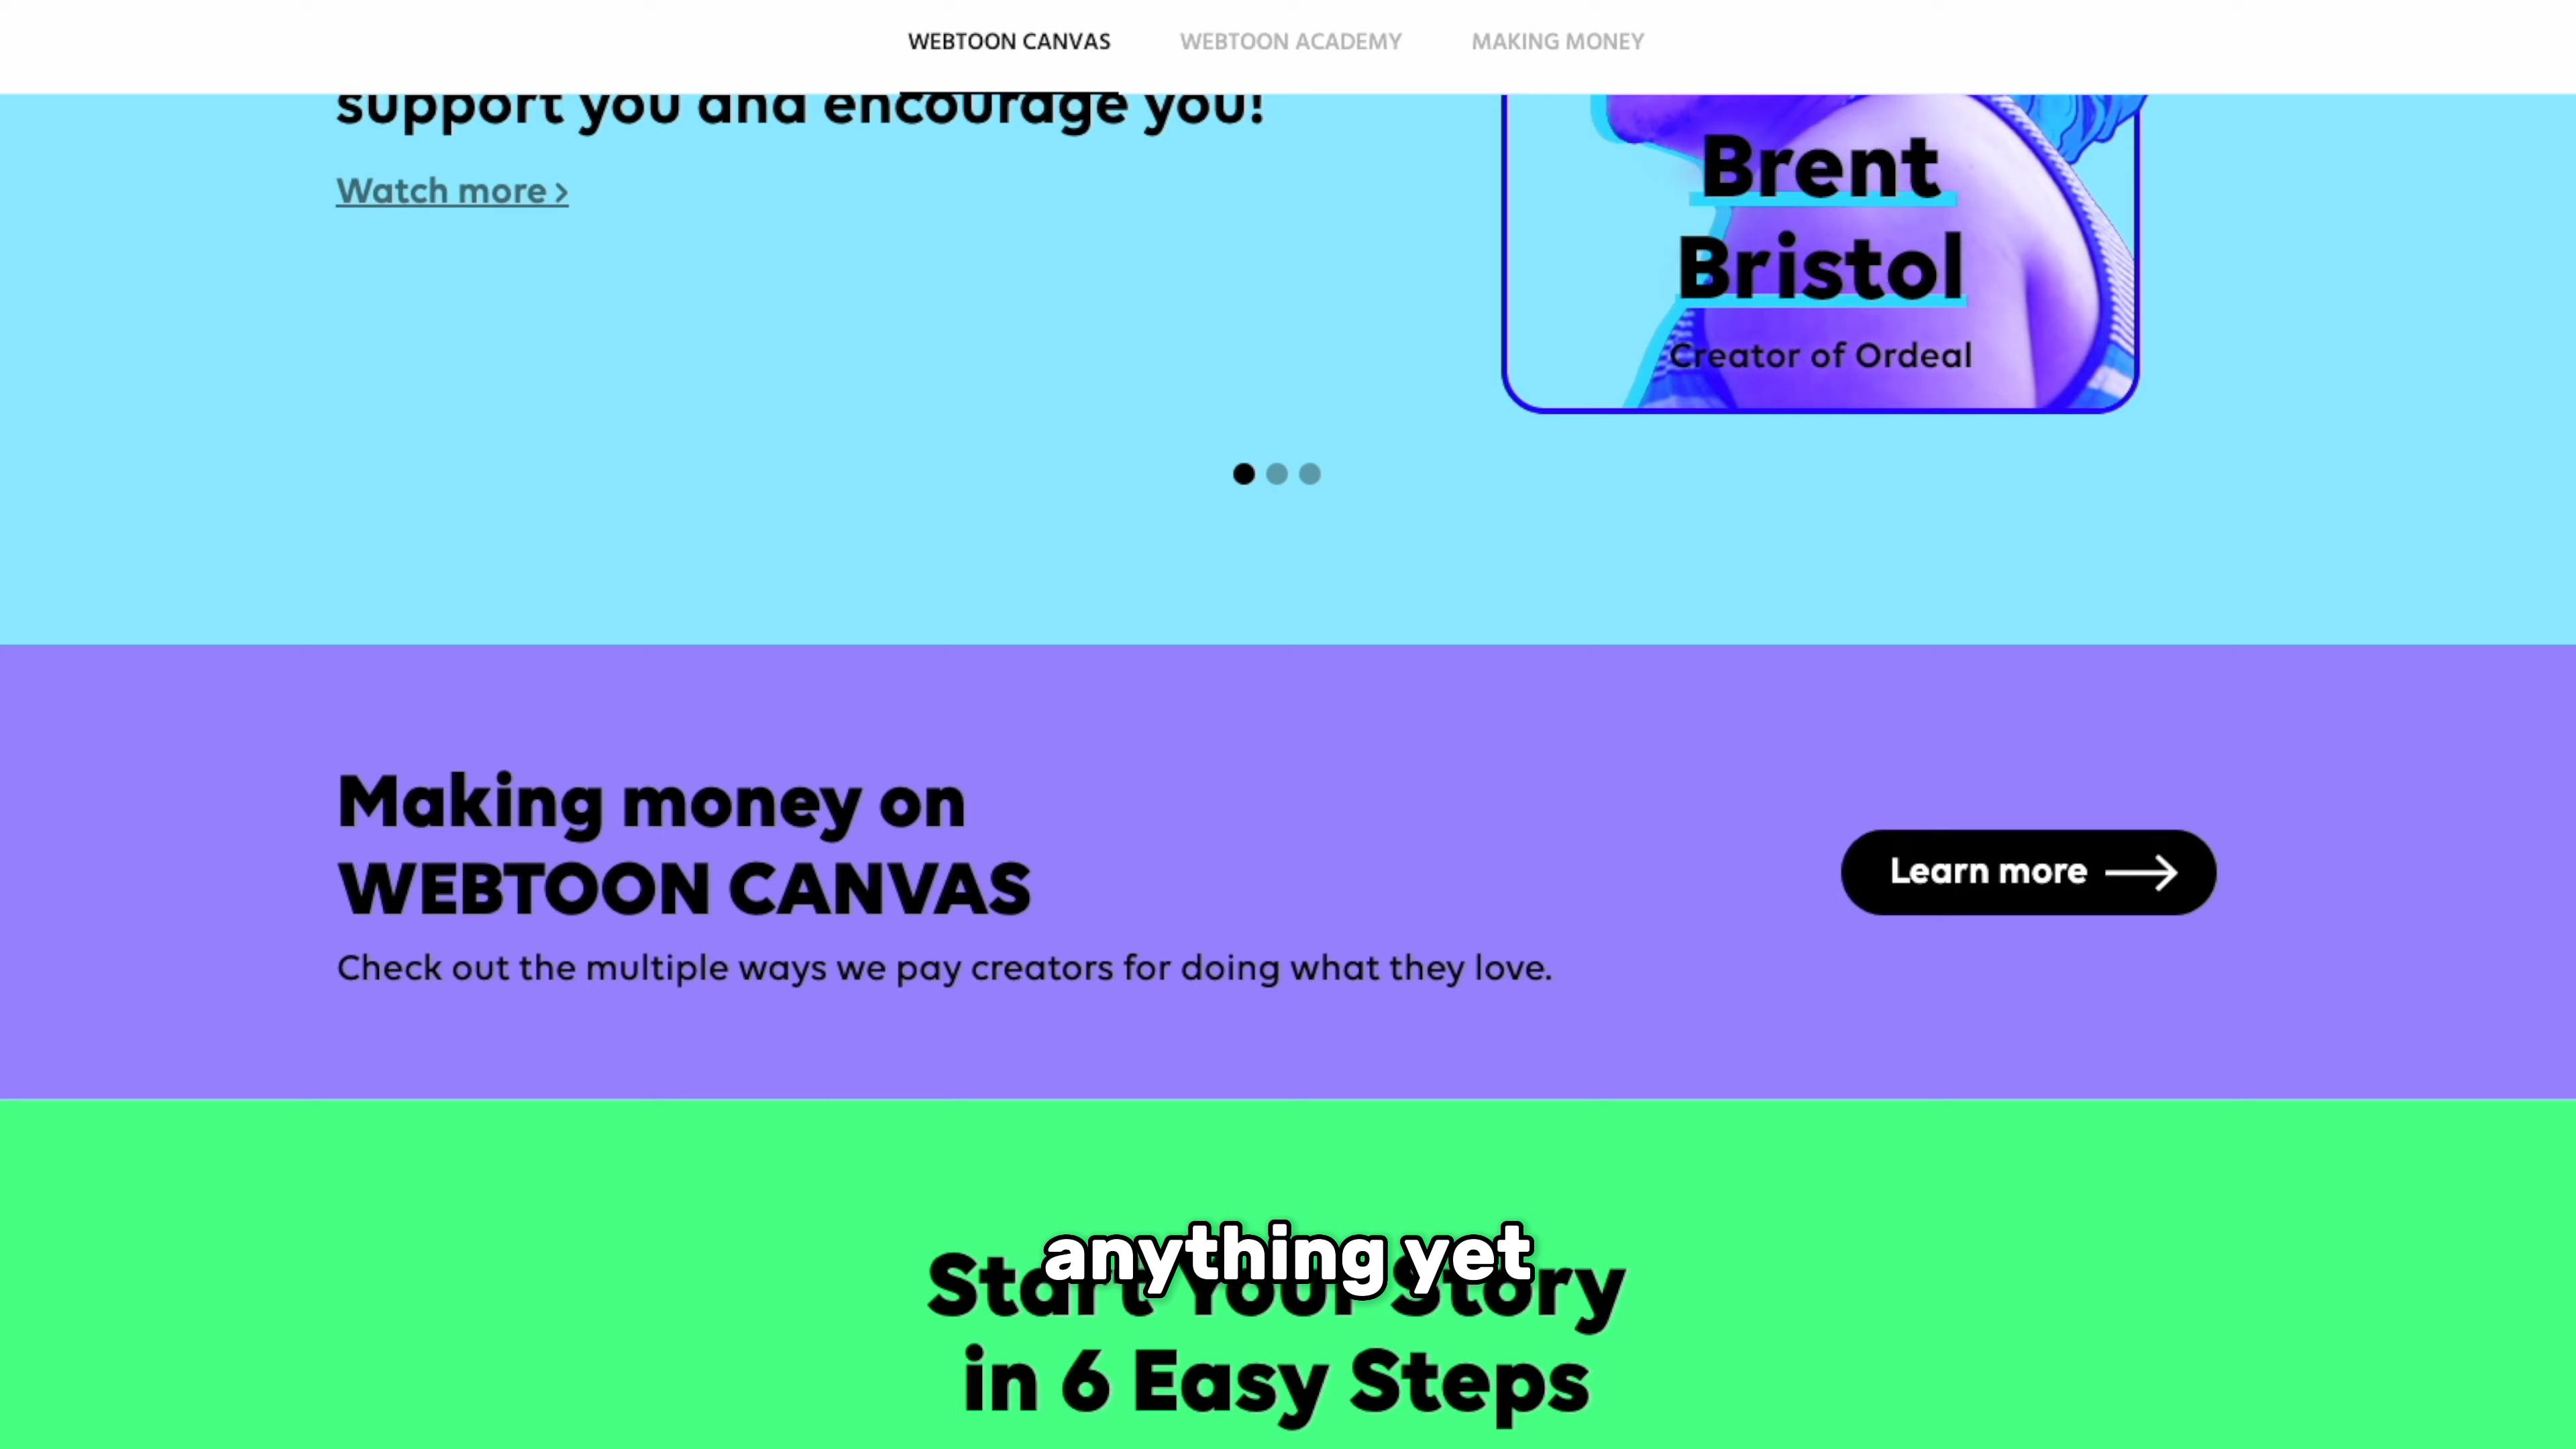 WEBTOON CANVAS WEBTOON ACADEMY MAKING MONEY
support you and encourage you!
Watch more >
Brent
Bristol
Creator of Ordeal
Making money on
WEBTOON CANVAS
Check out the multiple ways we pay creators for doing what they love.
Learn more →
anything yet
Start Your Story
in 6 Easy Steps